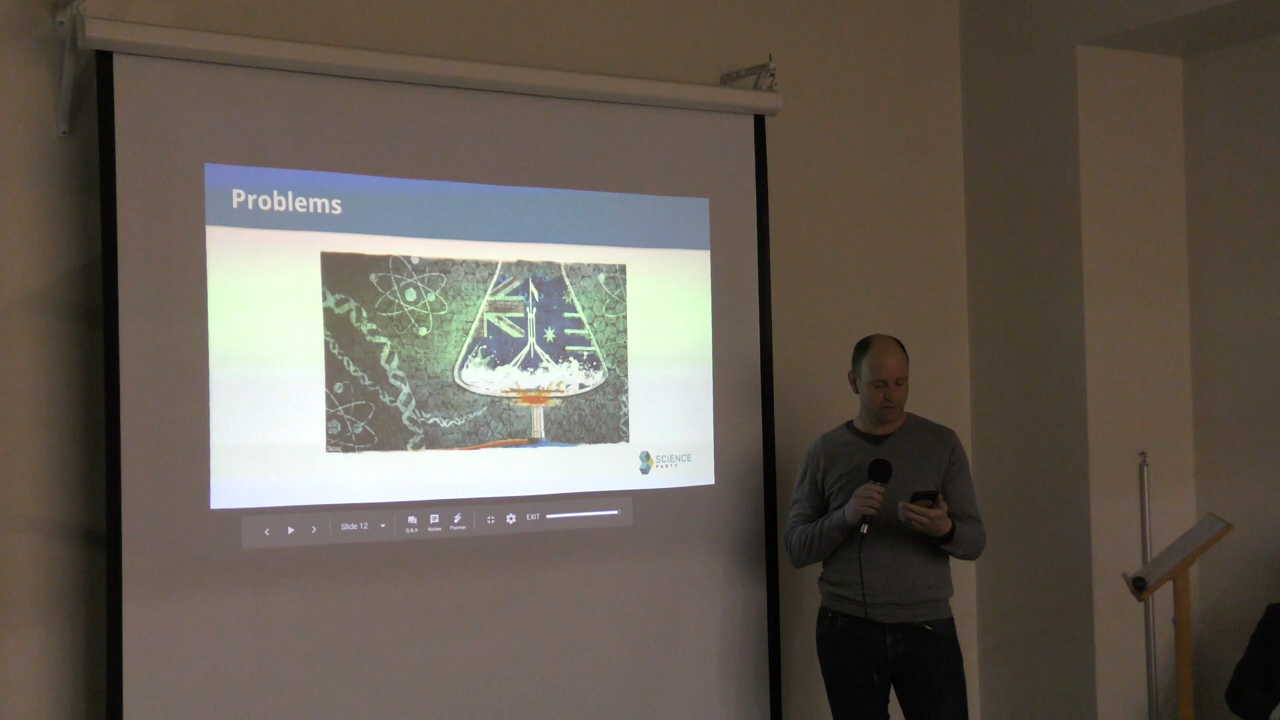 Problems
SCIENCE
PARTY
Slide 12
Q&A
Notes
Pointer
EXIT